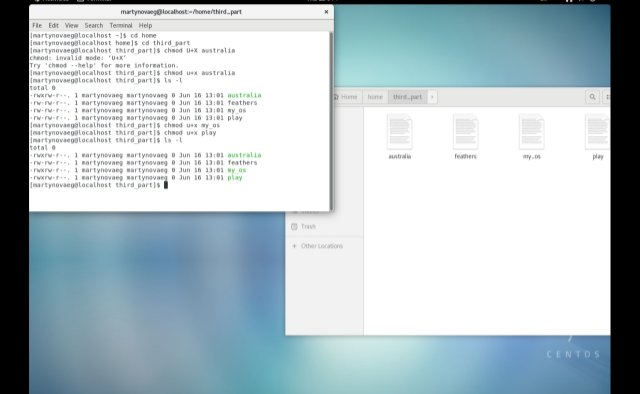 martynovaeg@localhost:~/home/third...part
File Edit View Search Terminal Help
[martynovaeg@localhost ~]$ cd home
[martynovaeg@localhost home]$ cd third_part
[martynovaeg@localhost third_part]$ chmod U+X australia
chmod: invalid mode: 'U+X'
Try 'chmod --help' for more information.
[martynovaeg@localhost third_part]$ chmod u+x australia
[martynovaeg@localhost third_part]$ ls -l
total 0
-rwxrw-r--. 1 martynovaeg martynovaeg 0 Jun 16 13:01 australia
-rw-rw-r--. 1 martynovaeg martynovaeg 0 Jun 16 13:01 feathers
-rw-rw-r--. 1 martynovaeg martynovaeg 0 Jun 16 13:01 my_os
-rw-rw-r--. 1 martynovaeg martynovaeg 0 Jun 16 13:01 play
[martynovaeg@localhost third_part]$ chmod u+x my_os
[martynovaeg@localhost third_part]$ chmod u+x play
[martynovaeg@localhost third_part]$ ls -l
total 0
-rwxrw-r--. 1 martynovaeg martynovaeg 0 Jun 16 13:01 australia
-rw-rw-r--. 1 martynovaeg martynovaeg 0 Jun 16 13:01 feathers
-rwxrw-r--. 1 martynovaeg martynovaeg 0 Jun 16 13:01 my_os
-rwxrw-r--. 1 martynovaeg martynovaeg 0 Jun 16 13:01 play
[martynovaeg@localhost third_part]$
Home home third...part
australia feathers my_os play
Trash
+ Other Locations
CENTOS